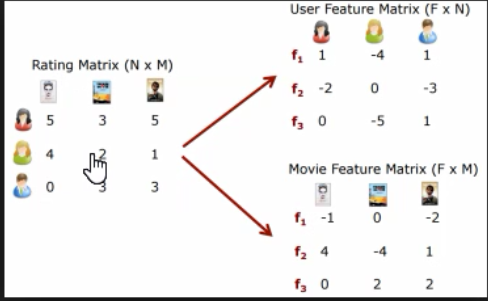 User Feature Matrix (F x N)
f1 1 -4 1
f2 -2 0 -3
f3 0 -5 1
Rating Matrix (N x M)
5 3 5
4 2 1
0 3 3
Movie Feature Matrix (F x M)
f1 -1 0 -2
f2 4 -4 1
f3 0 2 2